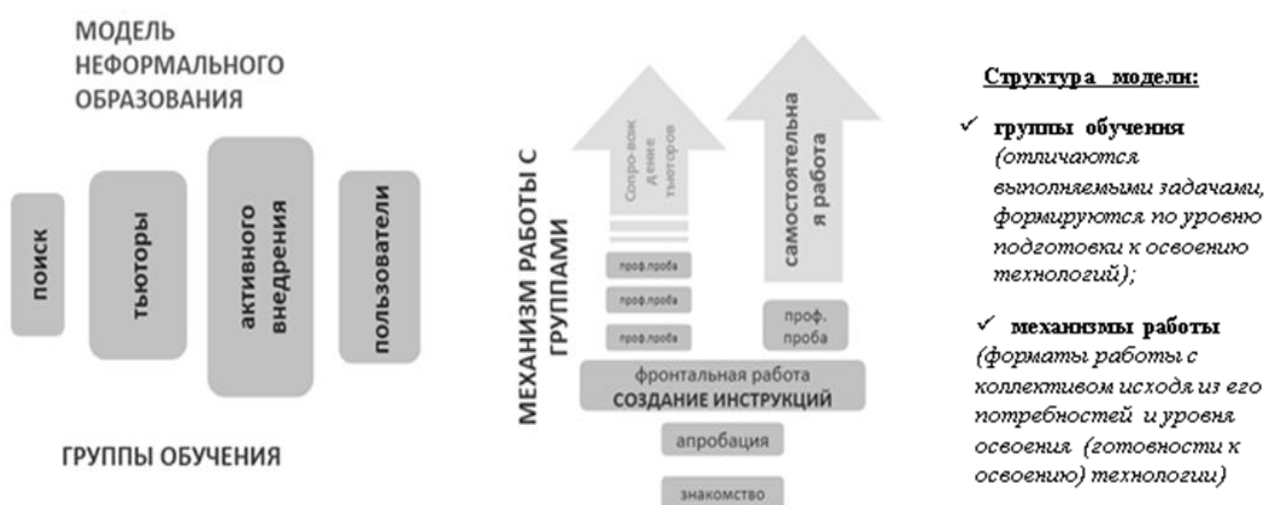 МОДЕЛЬ
НЕФОРМАЛЬНОГО
ОБРАЗОВАНИЯ
поиск
тьюторы
активного
внедрения
пользователи
ГРУППЫ ОБУЧЕНИЯ
МЕХАНИЗМ РАБОТЫ С
ГРУППАМИ
Сопро-вож
дение
тьюторов
самостоятельна
я работа
проф.проба
проф.проба
проф.проба
проф.
проба
фронтальная работа
СОЗДАНИЕ ИНСТРУКЦИЙ
апробация
знакомство
Структура модели:
✓ группы обучения
(отличаются
выполняемыми задачами,
формируются по уровню
подготовки к освоению
технологий);
✓ механизмы работы
(форматы работы с
коллективом исходя из его
потребностей и уровня
освоения (готовности к
освоению) технологии)